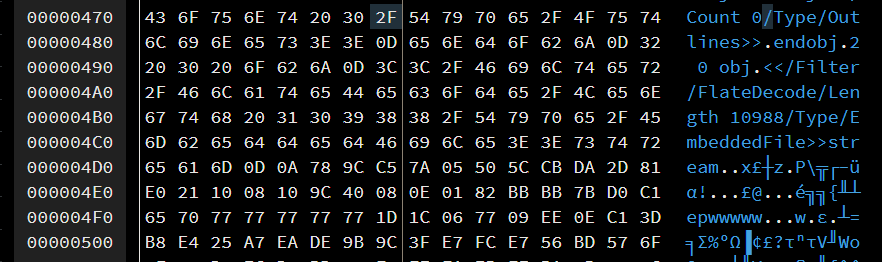 00000470 43 6F 75 6E 74 20 30 2F 54 79 70 65 2F 4F 75 74 Count 0/Type/Out
00000480 6C 69 6E 65 73 3E 3E 0D 65 6E 64 6F 62 6A 0D 32 lines>>.endobj.2
00000490 20 30 20 6F 62 6A 0D 3C 3C 2F 46 69 6C 74 65 72 0 obj.<</Filter
000004A0 2F 46 6C 61 74 65 44 65 63 6F 64 65 2F 4C 65 6E /FlateDecode/Len
000004B0 67 74 68 20 31 30 39 38 38 2F 54 79 70 65 2F 45 gth 10988/Type/E
000004C0 6D 62 65 64 64 65 64 46 69 6C 65 3E 3E 73 74 72 mbeddedFile>>str
000004D0 65 61 6D 0D 0A 78 9C C5 7A 05 50 5C CB DA 2D 81 eam..x£┼z.P\╦┌-ü
000004E0 E0 21 10 08 10 9C 40 08 0E 01 82 BB BB 7B D0 C1 α!...£@...é╗╗{╨┴
000004F0 65 70 77 77 77 77 77 1D 1C 06 77 09 EE 0E C1 3D epwwwww...w.ε.┴=
00000500 B8 E4 25 A7 EA DE 9B 9C 3F E7 FC E7 56 BD 57 6F ╕Σ%ºΩ▐¢£?τⁿτV╜Wo